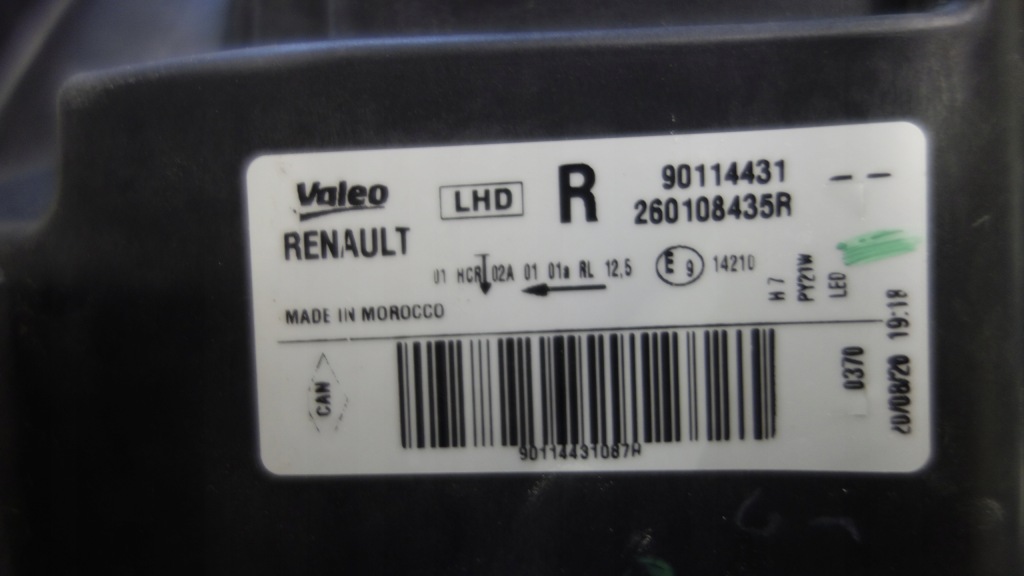 Valeo
RENAULT
LHD
R
90114431
260108435R
— —
01 HCR 02A 01 01a RL 12,5
E 9
14210
MADE IN MOROCCO
H 7
PY21W
LED
CAN
0370
20/08/20 19:18